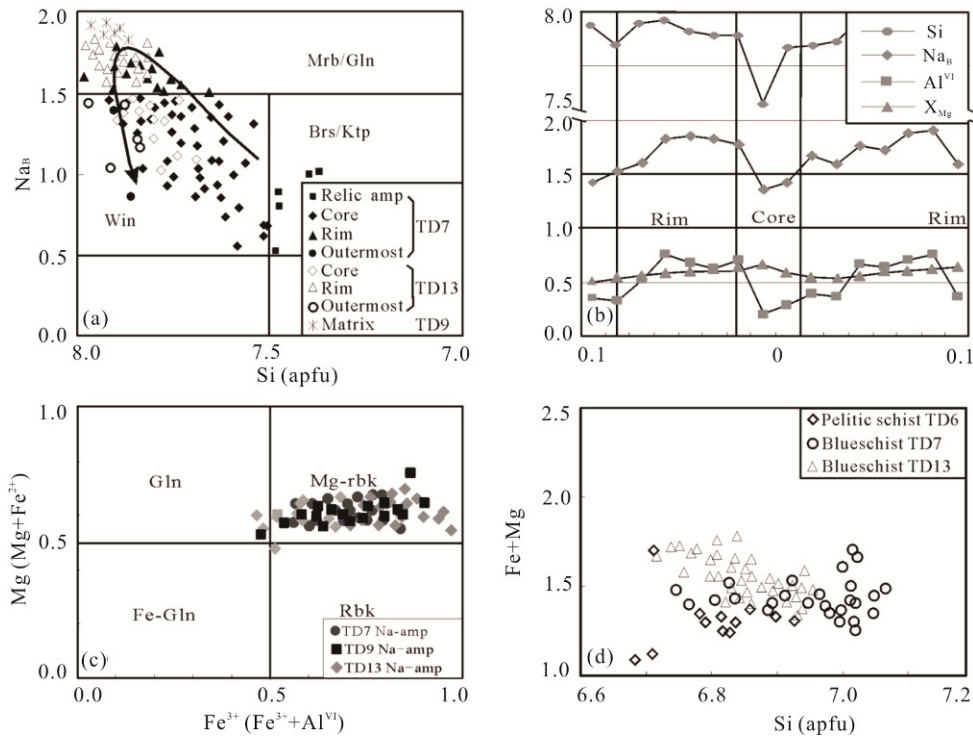 2.0
1.5
1.0
0.5
0.0
Na_B
Mrb/Gln
Brs/Ktp
Win
Relic amp
Core
Rim
Outermost
TD7
Core
Rim
Outermost
TD13
Matrix TD9
(a)
8.0 7.5 7.0
Si (apfu)
8.0
7.5
2.0
1.5
1.0
0.5
0.0
Si
Na_B
Al^VI
X_Mg
Rim Core Rim
(b)
0.1 0 0.1
1.0
0.5
0.0
Mg (Mg+Fe²⁺)
Gln Mg-rbk
Fe-Gln Rbk
TD7 Na-amp
TD9 Na-amp
TD13 Na-amp
(c)
0.0 0.5 1.0
Fe³⁺ (Fe³⁺+Al^VI)
2.5
2.0
1.5
1.0
Fe+Mg
Pelitic schist TD6
Blueschist TD7
Blueschist TD13
(d)
6.6 6.8 7.0 7.2
Si (apfu)